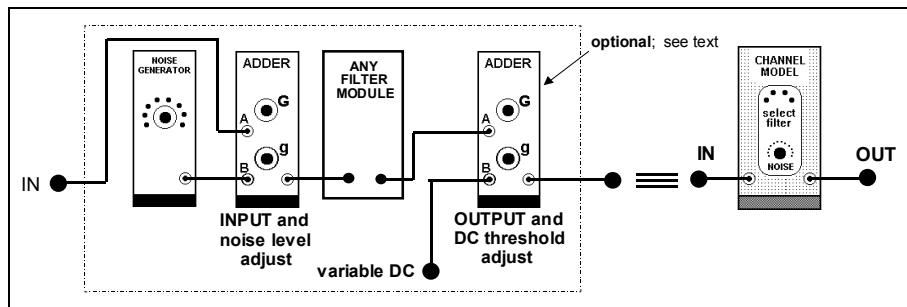 NOISE
GENERATOR
ADDER
G
A
g
B
ANY
FILTER
MODULE
ADDER
G
A
g
B
optional; see text
CHANNEL
MODEL
select
filter
NOISE
IN
IN
OUT
INPUT and
noise level
adjust
OUTPUT and
DC threshold
adjust
variable DC